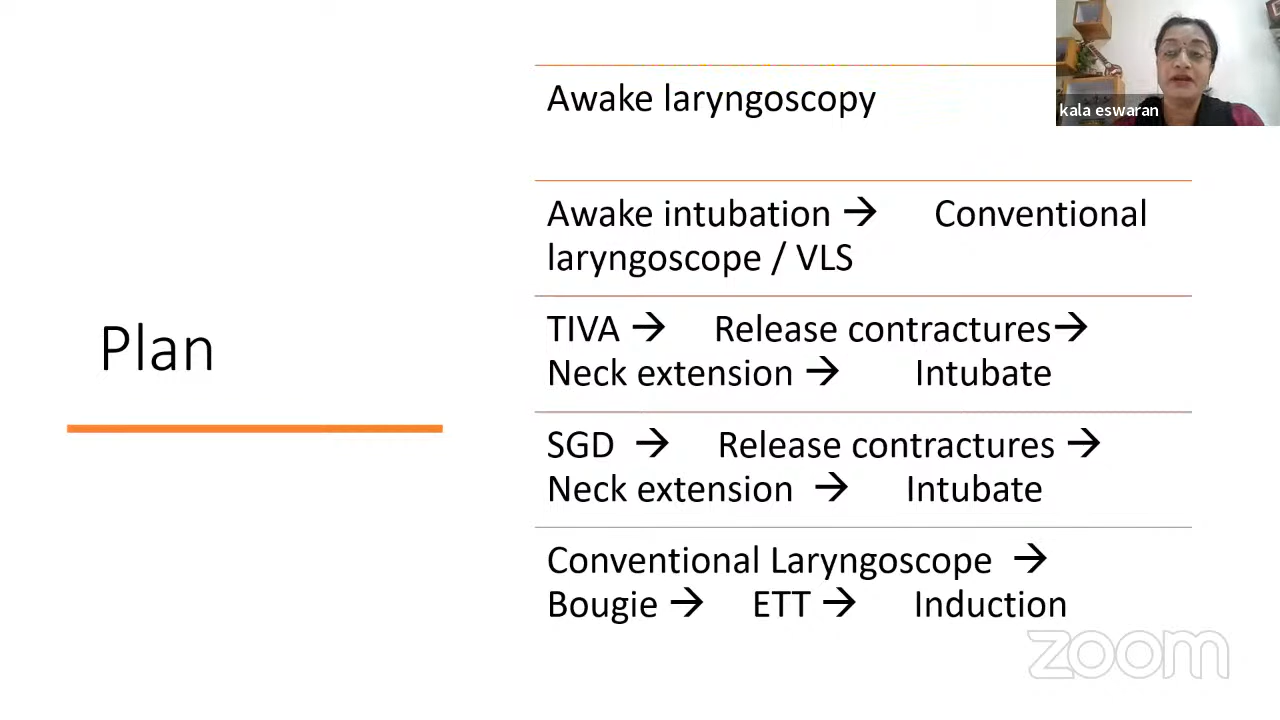 Awake laryngoscopy
kala eswaran
Awake intubation → Conventional
laryngoscope / VLS
TIVA → Release contractures→
Neck extension → Intubate
Plan
SGD → Release contractures →
Neck extension → Intubate
Conventional Laryngoscope →
Bougie → ETT → Induction
zoom